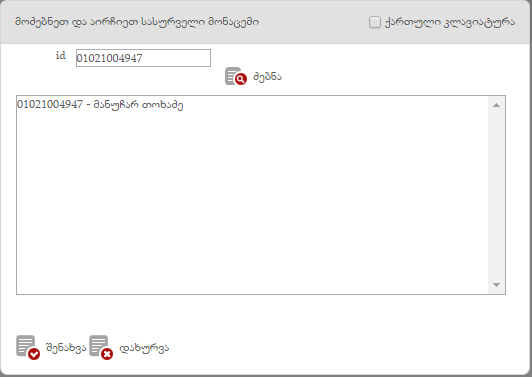 მოძებნეთ და აირჩიეთ სასურველი მონაცემი
ქართული კლავიატურა
id 01021004947
ძებნა
01021004947 - მანუჩარ თოხაძე
შენახვა დახურვა